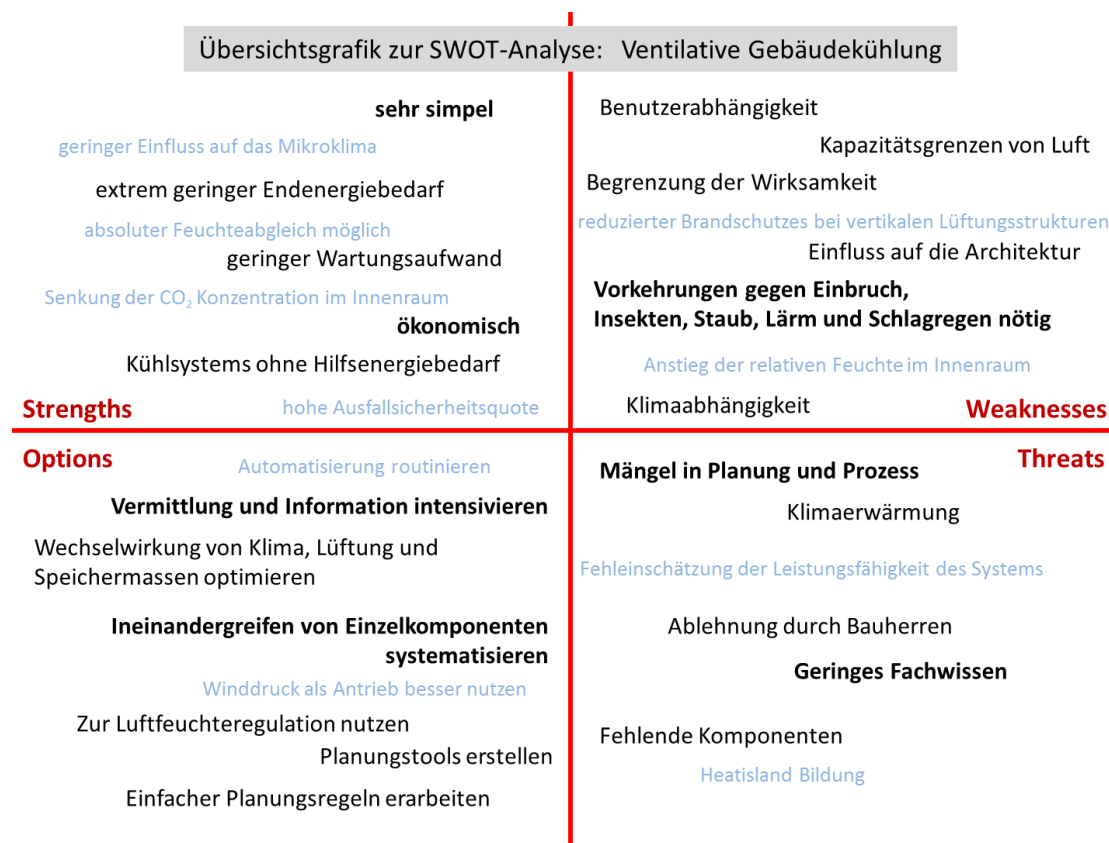 Übersichtsgrafik zur SWOT-Analyse: Ventilative Gebäudekühlung
sehr simpel
geringer Einfluss auf das Mikroklima
extrem geringer Endenergiebedarf
absoluter Feuchteabgleich möglich
geringer Wartungsaufwand
Senkung der CO₂ Konzentration im Innenraum
ökonomisch
Kühlsystems ohne Hilfsenergiebedarf
Strengths
hohe Ausfallsicherheitsquote
Benutzerabhängigkeit
Kapazitätsgrenzen von Luft
Begrenzung der Wirksamkeit
reduzierter Brandschutzes bei vertikalen Lüftungsstrukturen
Einfluss auf die Architektur
Vorkehrungen gegen Einbruch,
Insekten, Staub, Lärm und Schlagregen nötig
Anstieg der relativen Feuchte im Innenraum
Klimaabhängigkeit
Weaknesses
Options
Automatisierung routinieren
Vermittlung und Information intensivieren
Wechselwirkung von Klima, Lüftung und
Speichermassen optimieren
Ineinandergreifen von Einzelkomponenten
systematisieren
Winddruck als Antrieb besser nutzen
Zur Luftfeuchteregulation nutzen
Planungstools erstellen
Einfacher Planungsregeln erarbeiten
Threats
Mängel in Planung und Prozess
Klimaerwärmung
Fehleinschätzung der Leistungsfähigkeit des Systems
Ablehnung durch Bauherren
Geringes Fachwissen
Fehlende Komponenten
Heatisland Bildung